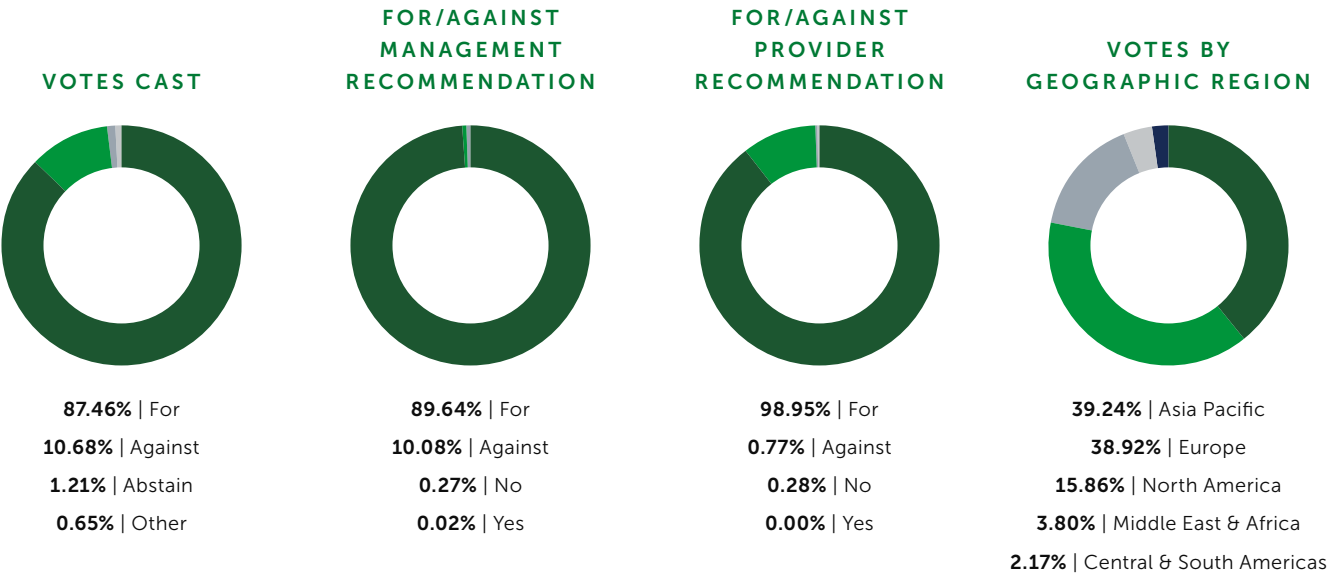 VOTES CAST
87.46% | For
10.68% | Against
1.21% | Abstain
0.65% | Other
FOR/AGAINST
MANAGEMENT
RECOMMENDATION
89.64% | For
10.08% | Against
0.27% | No
0.02% | Yes
FOR/AGAINST
PROVIDER
RECOMMENDATION
98.95% | For
0.77% | Against
0.28% | No
0.00% | Yes
VOTES BY
GEOGRAPHIC REGION
39.24% | Asia Pacific
38.92% | Europe
15.86% | North America
3.80% | Middle East & Africa
2.17% | Central & South Americas